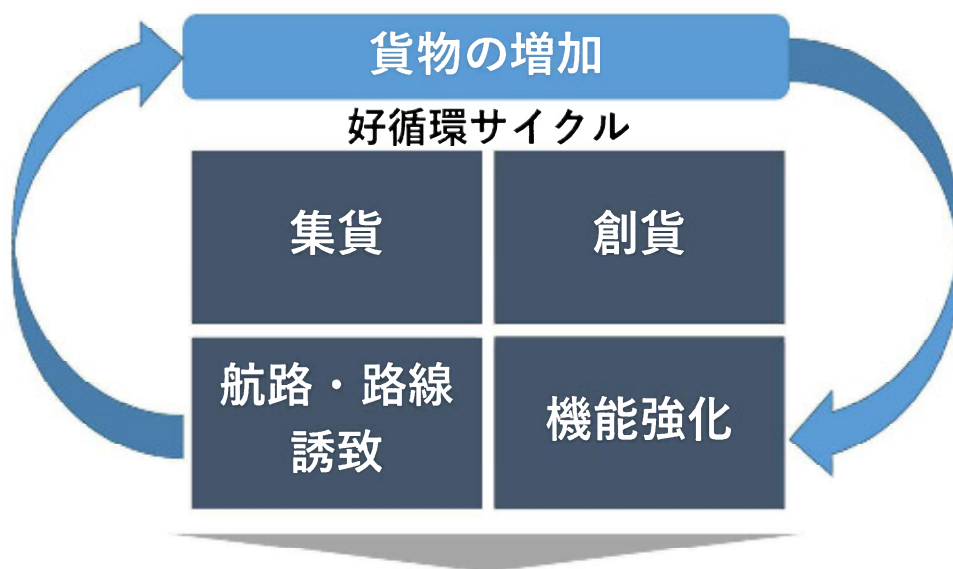 貨物の増加
好循環サイクル
集貨
創貨
航路・路線
誘致
機能強化